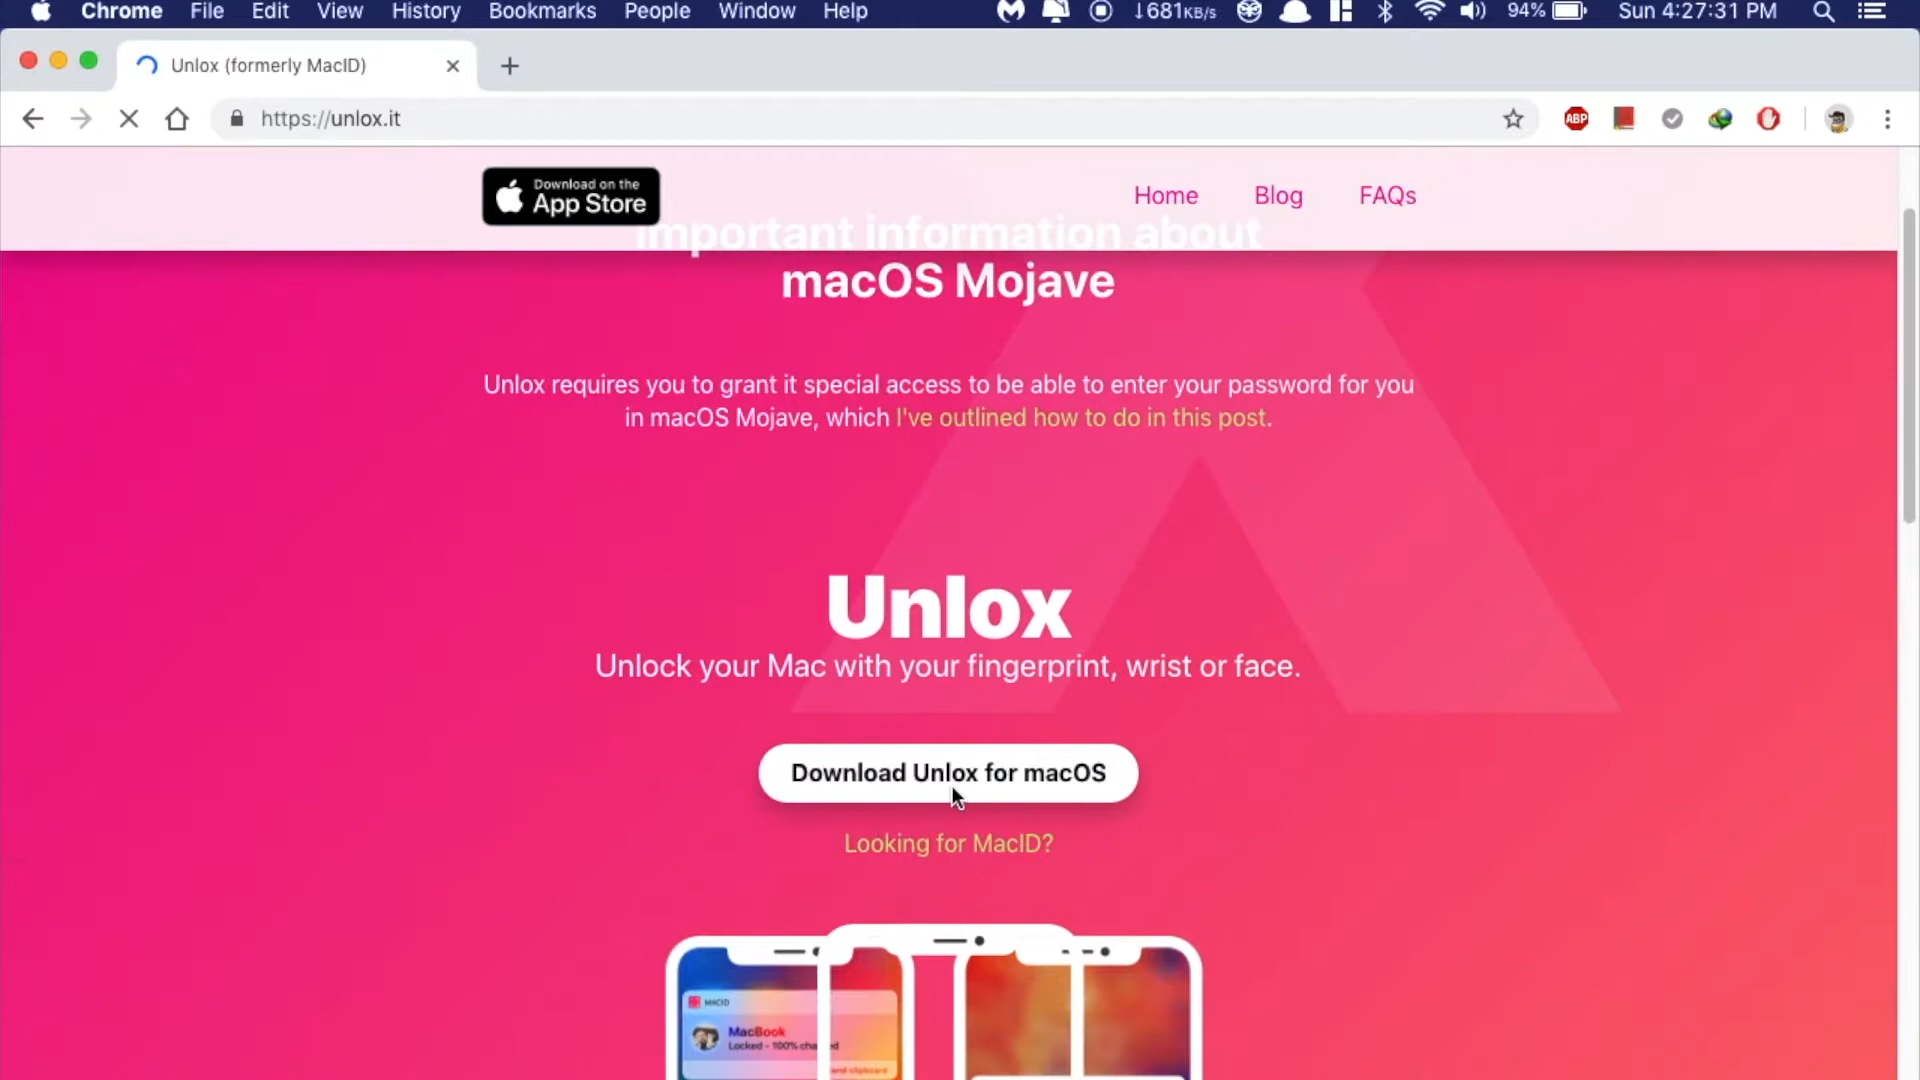 Chrome File Edit View History Bookmarks People Window Help ↓681KB/s 94% Sun 4:27:31 PM
Unlox (formerly MacID)
https://unlox.it
ABP
Download on the
App Store
Home Blog FAQs
Important information about
macOS Mojave
Unlox requires you to grant it special access to be able to enter your password for you
in macOS Mojave, which I've outlined how to do in this post.
Unlox
Unlock your Mac with your fingerprint, wrist or face.
Download Unlox for macOS
Looking for MacID?
MACID
MacBook
Locked - 100%
clipboard